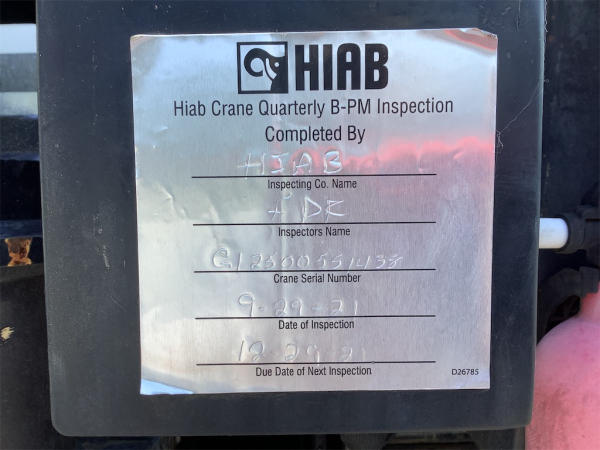 HIAB
Hiab Crane Quarterly B-PM Inspection
Completed By
HIAB
Inspecting Co. Name
Inspectors Name
Crane Serial Number
9-29-21
Date of Inspection
12-29-21
Due Date of Next Inspection
D26785